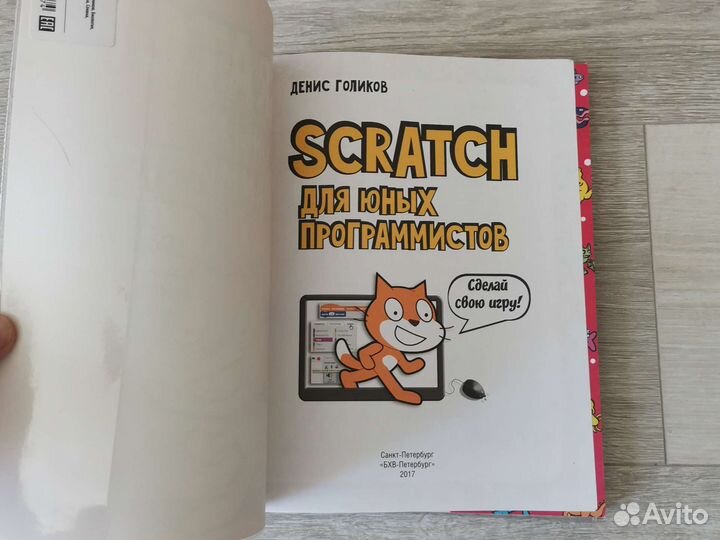 ДЕНИС ГОЛИКОВ
SCRATCH
ДЛЯ ЮНЫХ
ПРОГРАММИСТОВ
Сделай
свою игру!
Санкт-Петербург
«БХВ-Петербург»
2017
Avito